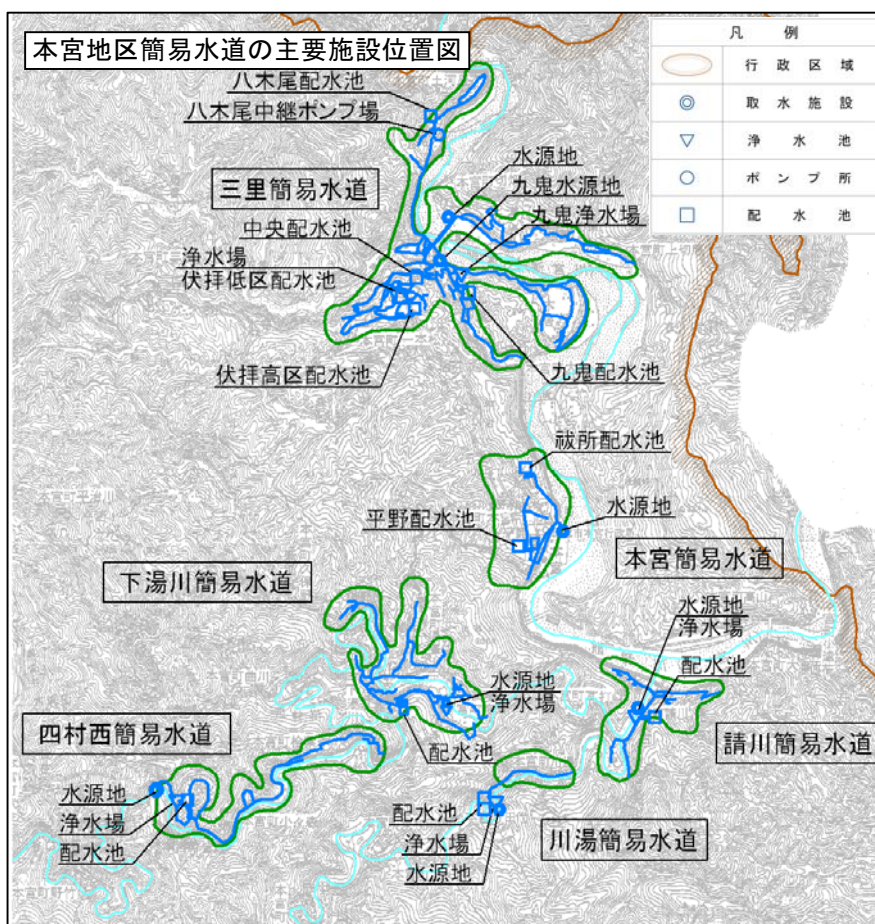 本宮地区簡易水道の主要施設位置図
凡 例
行政区域
取水施設
浄水池
ポンプ所
配水池
八木尾配水池
八木尾中継ポンプ場
三里簡易水道
水源地
九鬼水源地
九鬼浄水場
中央配水池
浄水場
伏拝低区配水池
伏拝高区配水池
九鬼配水池
祓所配水池
平野配水池
水源地
本宮簡易水道
下湯川簡易水道
水源地
浄水場
配水池
水源地
浄水場
配水池
請川簡易水道
四村西簡易水道
水源地
浄水場
配水池
配水池
浄水場
水源地
川湯簡易水道